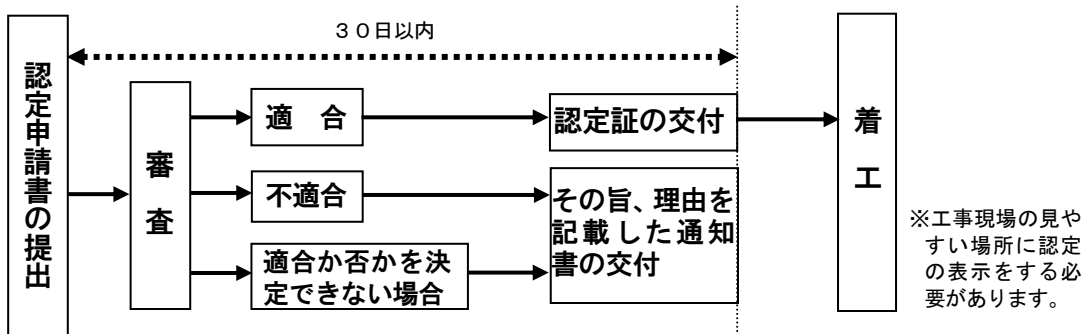 ３０日以内
認定申請書の提出
審査
適　合
不適合
適合か否かを決
定できない場合
認定証の交付
その旨、理由を
記載した通知
書の交付
着工
※工事現場の見や
すい場所に認定
の表示をする必
要があります。